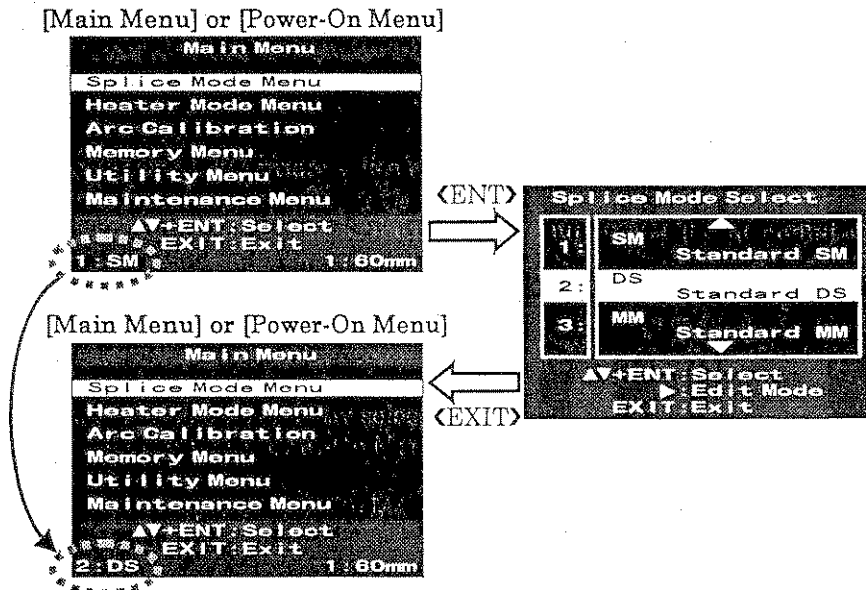 [Main Menu] or [Power-On Menu]
Main Menu
Splice Mode Menu
Heater Mode Menu
Arc Calibration
Memory Menu
Utility Menu
Maintenance Menu
▲▼+ENT:Select
EXIT:Exit
1:SM 1:60mm
<ENT>
Splice Mode Select
1: SM
Standard SM
2: DS
Standard DS
3: MM
Standard MM
▲▼+ENT:Select
▶:Edit Mode
EXIT:Exit
<EXIT>
[Main Menu] or [Power-On Menu]
Main Menu
Splice Mode Menu
Heater Mode Menu
Arc Calibration
Memory Menu
Utility Menu
Maintenance Menu
▲▼+ENT:Select
EXIT:Exit
2:DS 1:60mm